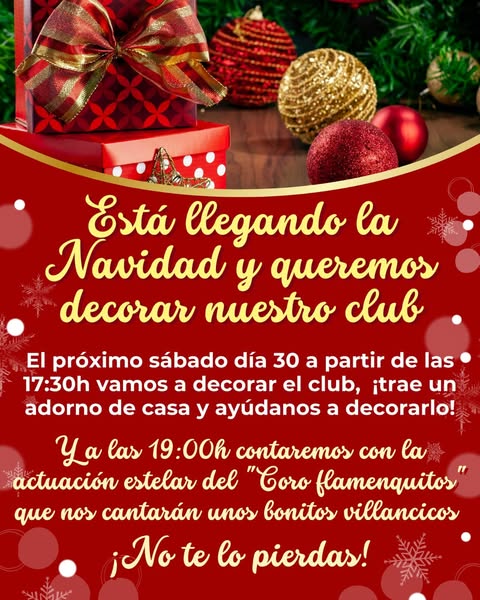 Está llegando la
Navidad y queremos
decorar nuestro club
El próximo sábado día 30 a partir de las
17:30h vamos a decorar el club, ¡trae un
adorno de casa y ayúdanos a decorarlo!
Y a las 19:00h contaremos con la
actuación estelar del "Coro flamenquitos"
que nos cantarán unos bonitos villancicos
¡No te lo pierdas!